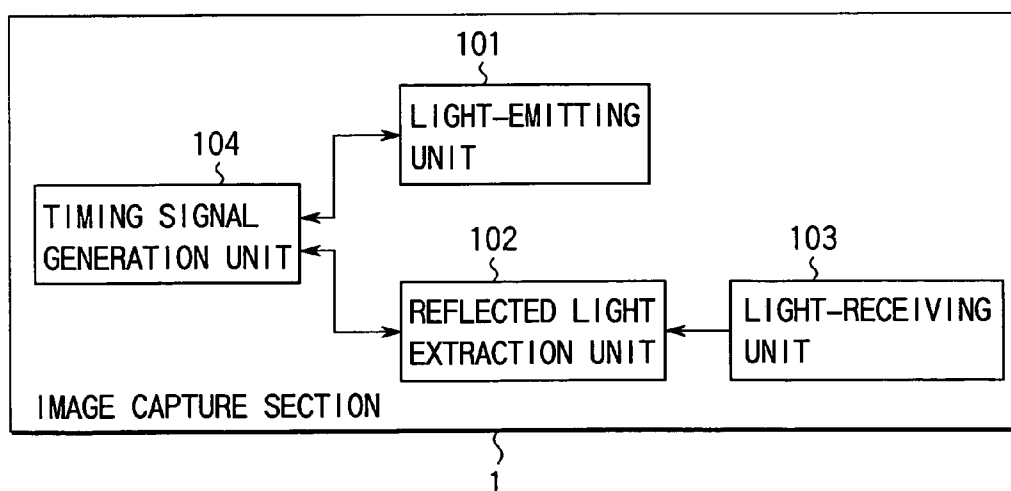 101
LIGHT-EMITTING
UNIT
104
TIMING SIGNAL
GENERATION UNIT
102
REFLECTED LIGHT
EXTRACTION UNIT
103
LIGHT-RECEIVING
UNIT
IMAGE CAPTURE SECTION
1